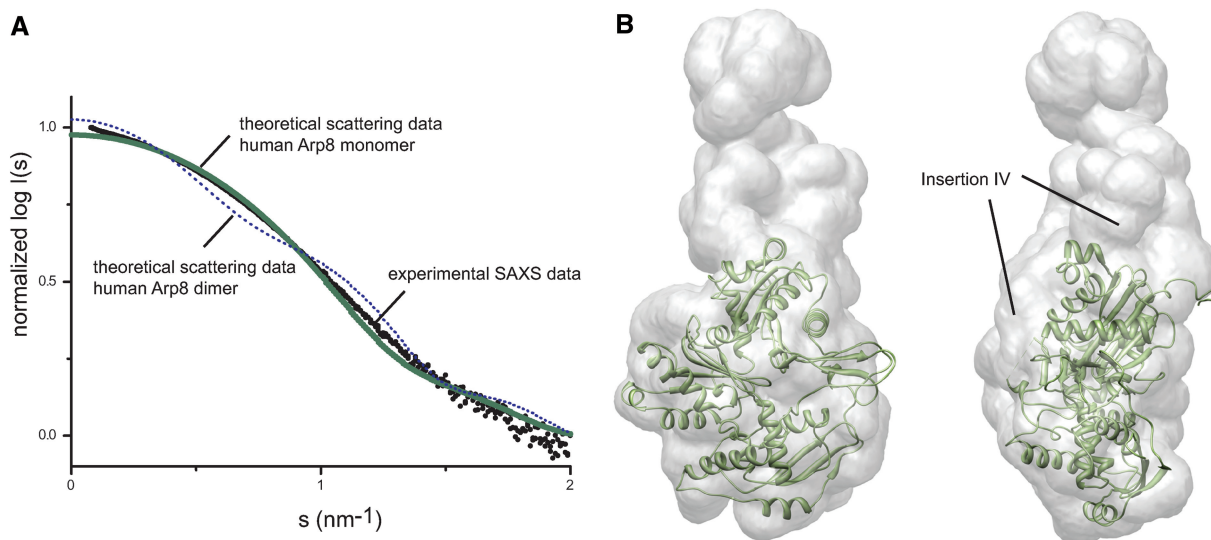 A
B
normalized log I(s)
1.0
0.5
0.0
theoretical scattering data
human Arp8 monomer
theoretical scattering data
human Arp8 dimer
experimental SAXS data
0
1
2
s (nm-1)
Insertion IV